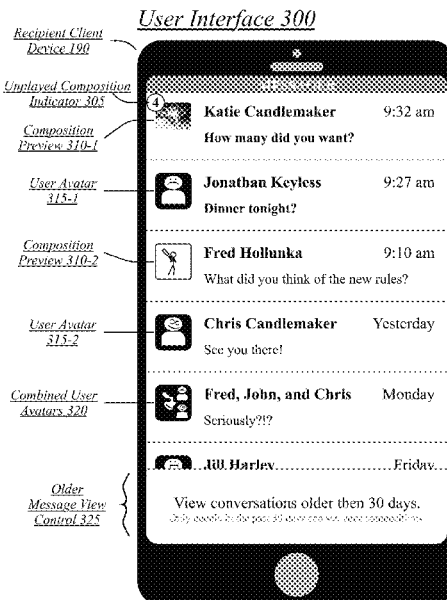 User Interface 300
Recipient Client
Device 190
Unplayed Composition
Indicator 305
4
Composition
Preview 310-1
Katie Candlemaker 9:32 am
How many did you want?
User Avatar
315-1
Jonathan Keyless 9:27 am
Dinner tonight?
Composition
Preview 310-2
Fred Hollunka 9:10 am
What did you think of the new rules?
User Avatar
315-2
Chris Candlemaker Yesterday
See you there!
Combined User
Avatars 320
Fred, John, and Chris Monday
Seriously?!?
Jill Harley Friday
Older
Message View
Control 325
View conversations older then 30 days.